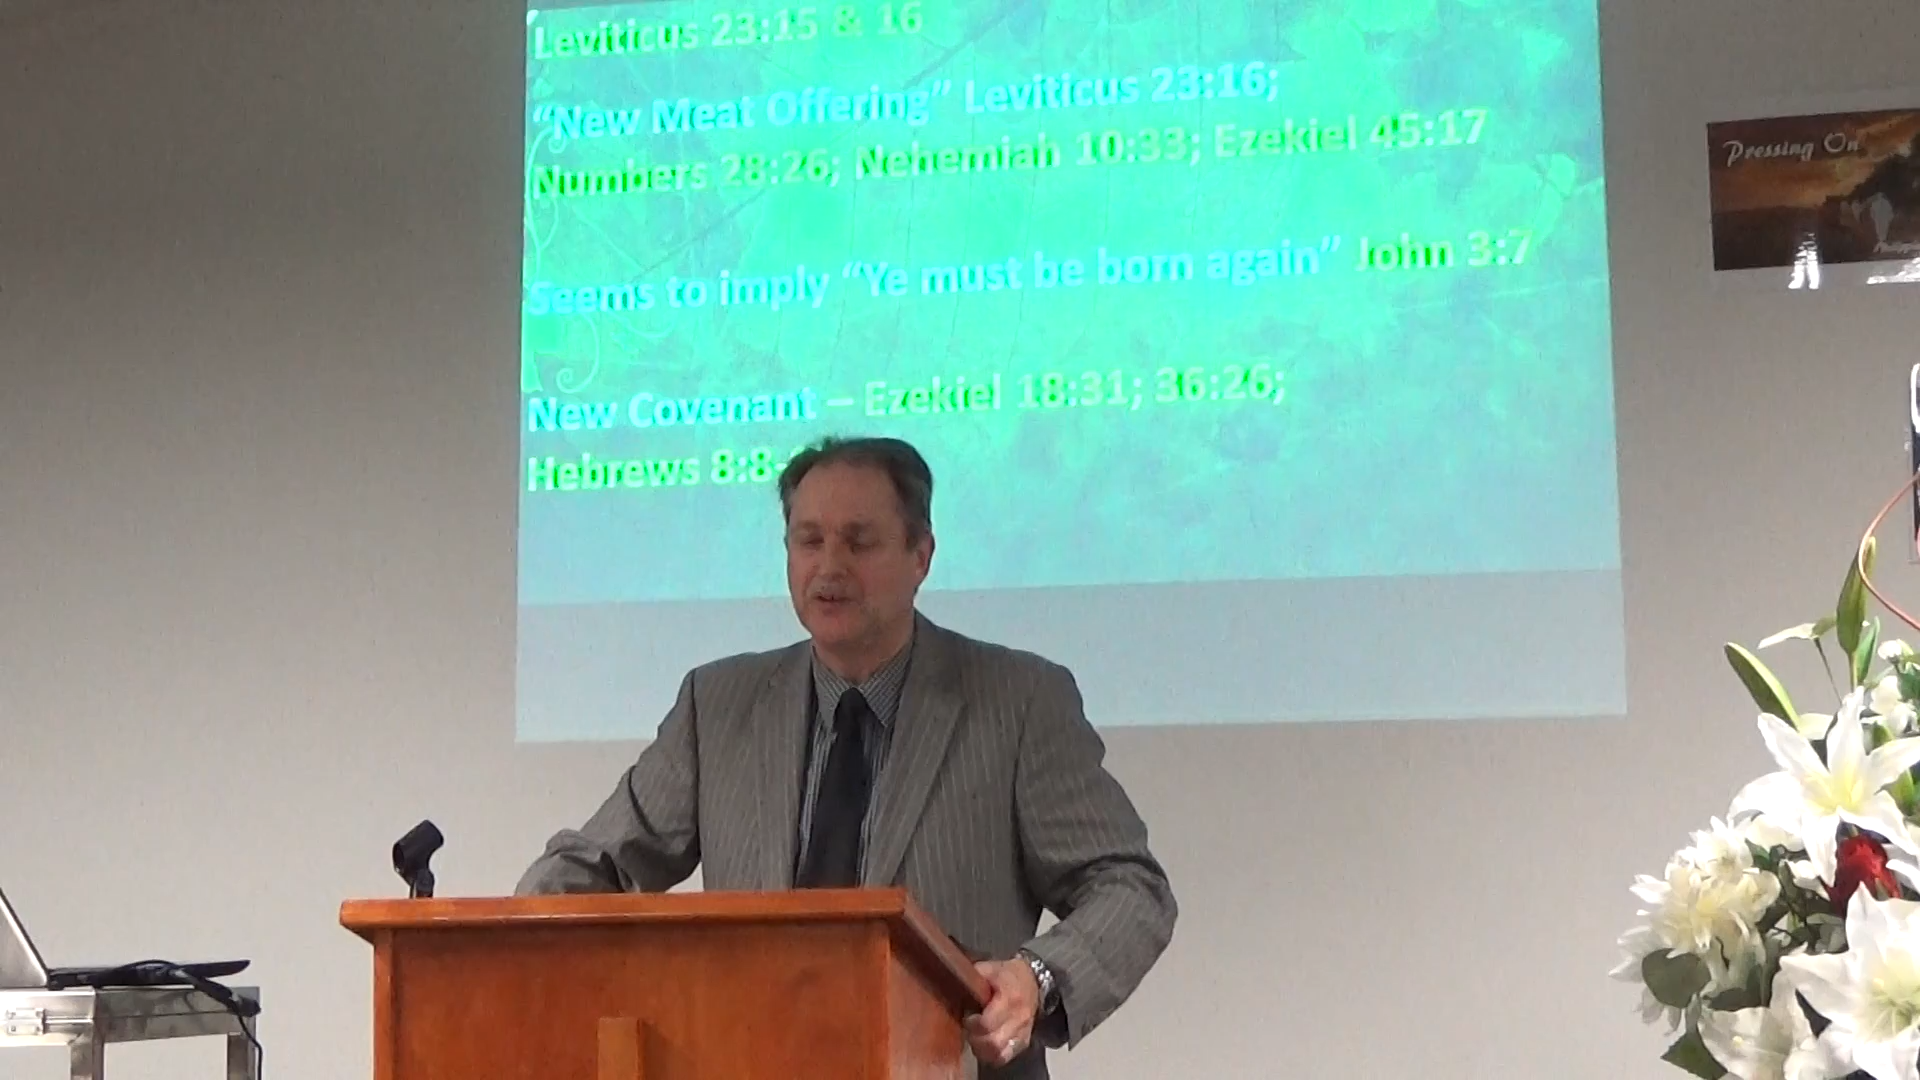 Leviticus 23:15 & 16
“New Meat Offering” Leviticus 23:16;
Numbers 28:26; Nehemiah 10:33; Ezekiel 45:17
Seems to imply “Ye must be born again” John 3:7
New Covenant – Ezekiel 18:31; 36:26;
Hebrews 8:8-
Pressing On